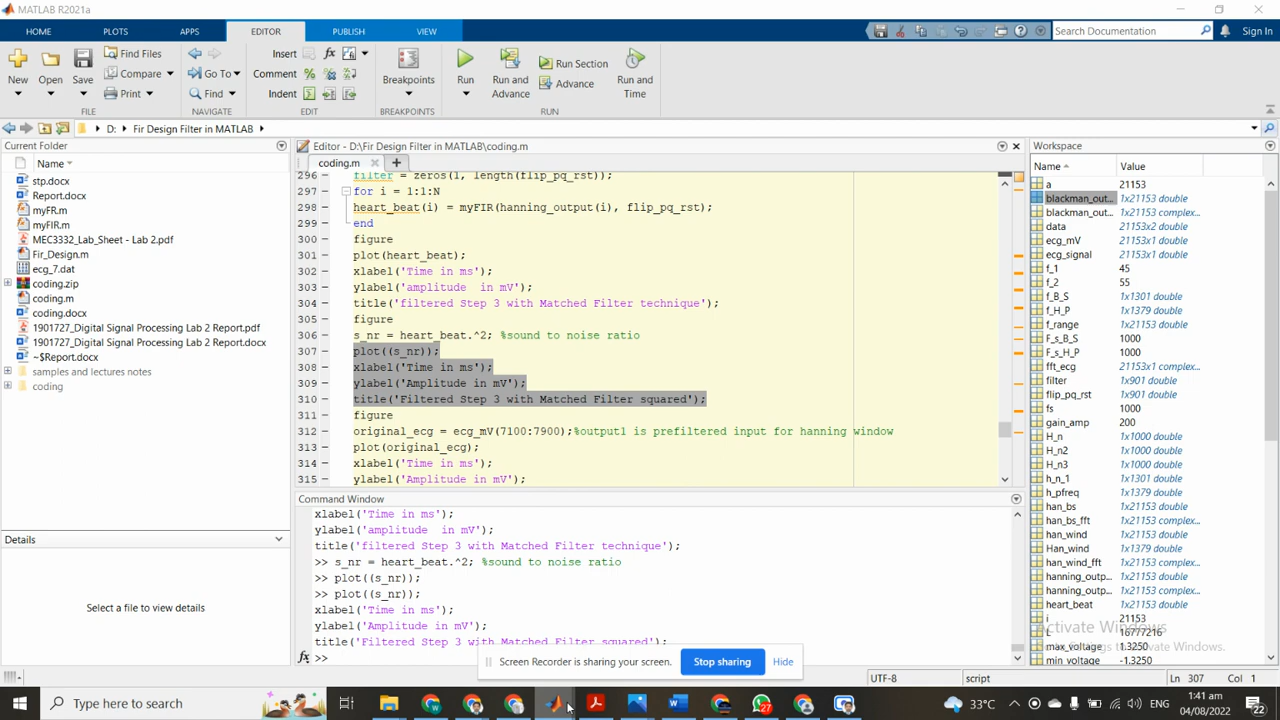 MATLAB R2021a
HOME PLOTS APPS EDITOR PUBLISH VIEW Search Documentation Sign In
New Open Save Find Files Compare Print
Go To Find
Insert Comment Indent
Breakpoints
Run Run and Advance Run Section Advance Run and Time
FILE NAVIGATE EDIT BREAKPOINTS RUN
D: Fir Design Filter in MATLAB
Current Folder
Name
stp.docx
Report.docx
myFR.m
myFIR.m
MEC3332_Lab_Sheet - Lab 2.pdf
Fir_Design.m
ecg_7.dat
coding.zip
coding.m
coding.docx
1901727_Digital Signal Processing Lab 2 Report.pdf
1901727_Digital Signal Processing Lab 2 Report.docx
~$Report.docx
samples and lectures notes
coding
Details
Select a file to view details
Editor - D:\Fir Design Filter in MATLAB\coding.m
coding.m
296 filter = zeros(1, length(flip_pq_rst));
297 for i = 1:1:N
298 heart_beat(i) = myFIR(hanning_output(i), flip_pq_rst);
299 end
300 figure
301 plot(heart_beat);
302 xlabel('Time in ms');
303 ylabel('amplitude  in mV');
304 title('filtered Step 3 with Matched Filter technique');
305 figure
306 s_nr = heart_beat.^2; %sound to noise ratio
307 plot((s_nr));
308 xlabel('Time in ms');
309 ylabel('Amplitude in mV');
310 title('Filtered Step 3 with Matched Filter squared');
311 figure
312 original_ecg = ecg_mV(7100:7900);%output1 is prefiltered input for hanning window
313 plot(original_ecg);
314 xlabel('Time in ms');
315 ylabel('Amplitude in mV');
Command Window
xlabel('Time in ms');
ylabel('amplitude  in mV');
title('filtered Step 3 with Matched Filter technique');
>> s_nr = heart_beat.^2; %sound to noise ratio
>> plot((s_nr));
>> plot((s_nr));
xlabel('Time in ms');
ylabel('Amplitude in mV');
title('Filtered Step 3 with Matched Filter squared');
fx >>
Workspace
Name Value
a 21153
blackman_out... 1x21153 double
blackman_out... 1x21153 complex...
data 21153x2 double
ecg_mV 21153x1 double
ecg_signal 21153x1 double
f_1 45
f_2 55
f_B_S 1x1301 double
f_H_P 1x1379 double
f_range 1x21153 double
F_s_B_S 1000
F_s_H_P 1000
fft_ecg 21153x1 complex...
filter 1x901 double
flip_pq_rst 1x901 double
fs 1000
gain_amp 200
H_n 1x1000 double
H_n2 1x1000 double
H_n3 1x1000 double
h_n_1 1x1301 double
h_pfreq 1x1379 double
han_bs 1x21153 double
han_bs_fft 1x21153 complex...
han_wind 1x21153 double
Han_wind 1x1379 double
han_wind_fft 1x21153 complex...
hanning_outp... 1x21153 double
hanning_outp... 1x21153 complex...
heart_beat 1x21153 double
i 21153
L 16777216
max_voltage 1.3250
min_voltage -1.3250
Activate Windows
Screen Recorder is sharing your screen. Stop sharing Hide
UTF-8 script Ln 307 Col 1
Type here to search
27
33°C ENG 1:41 am
04/08/2022
22